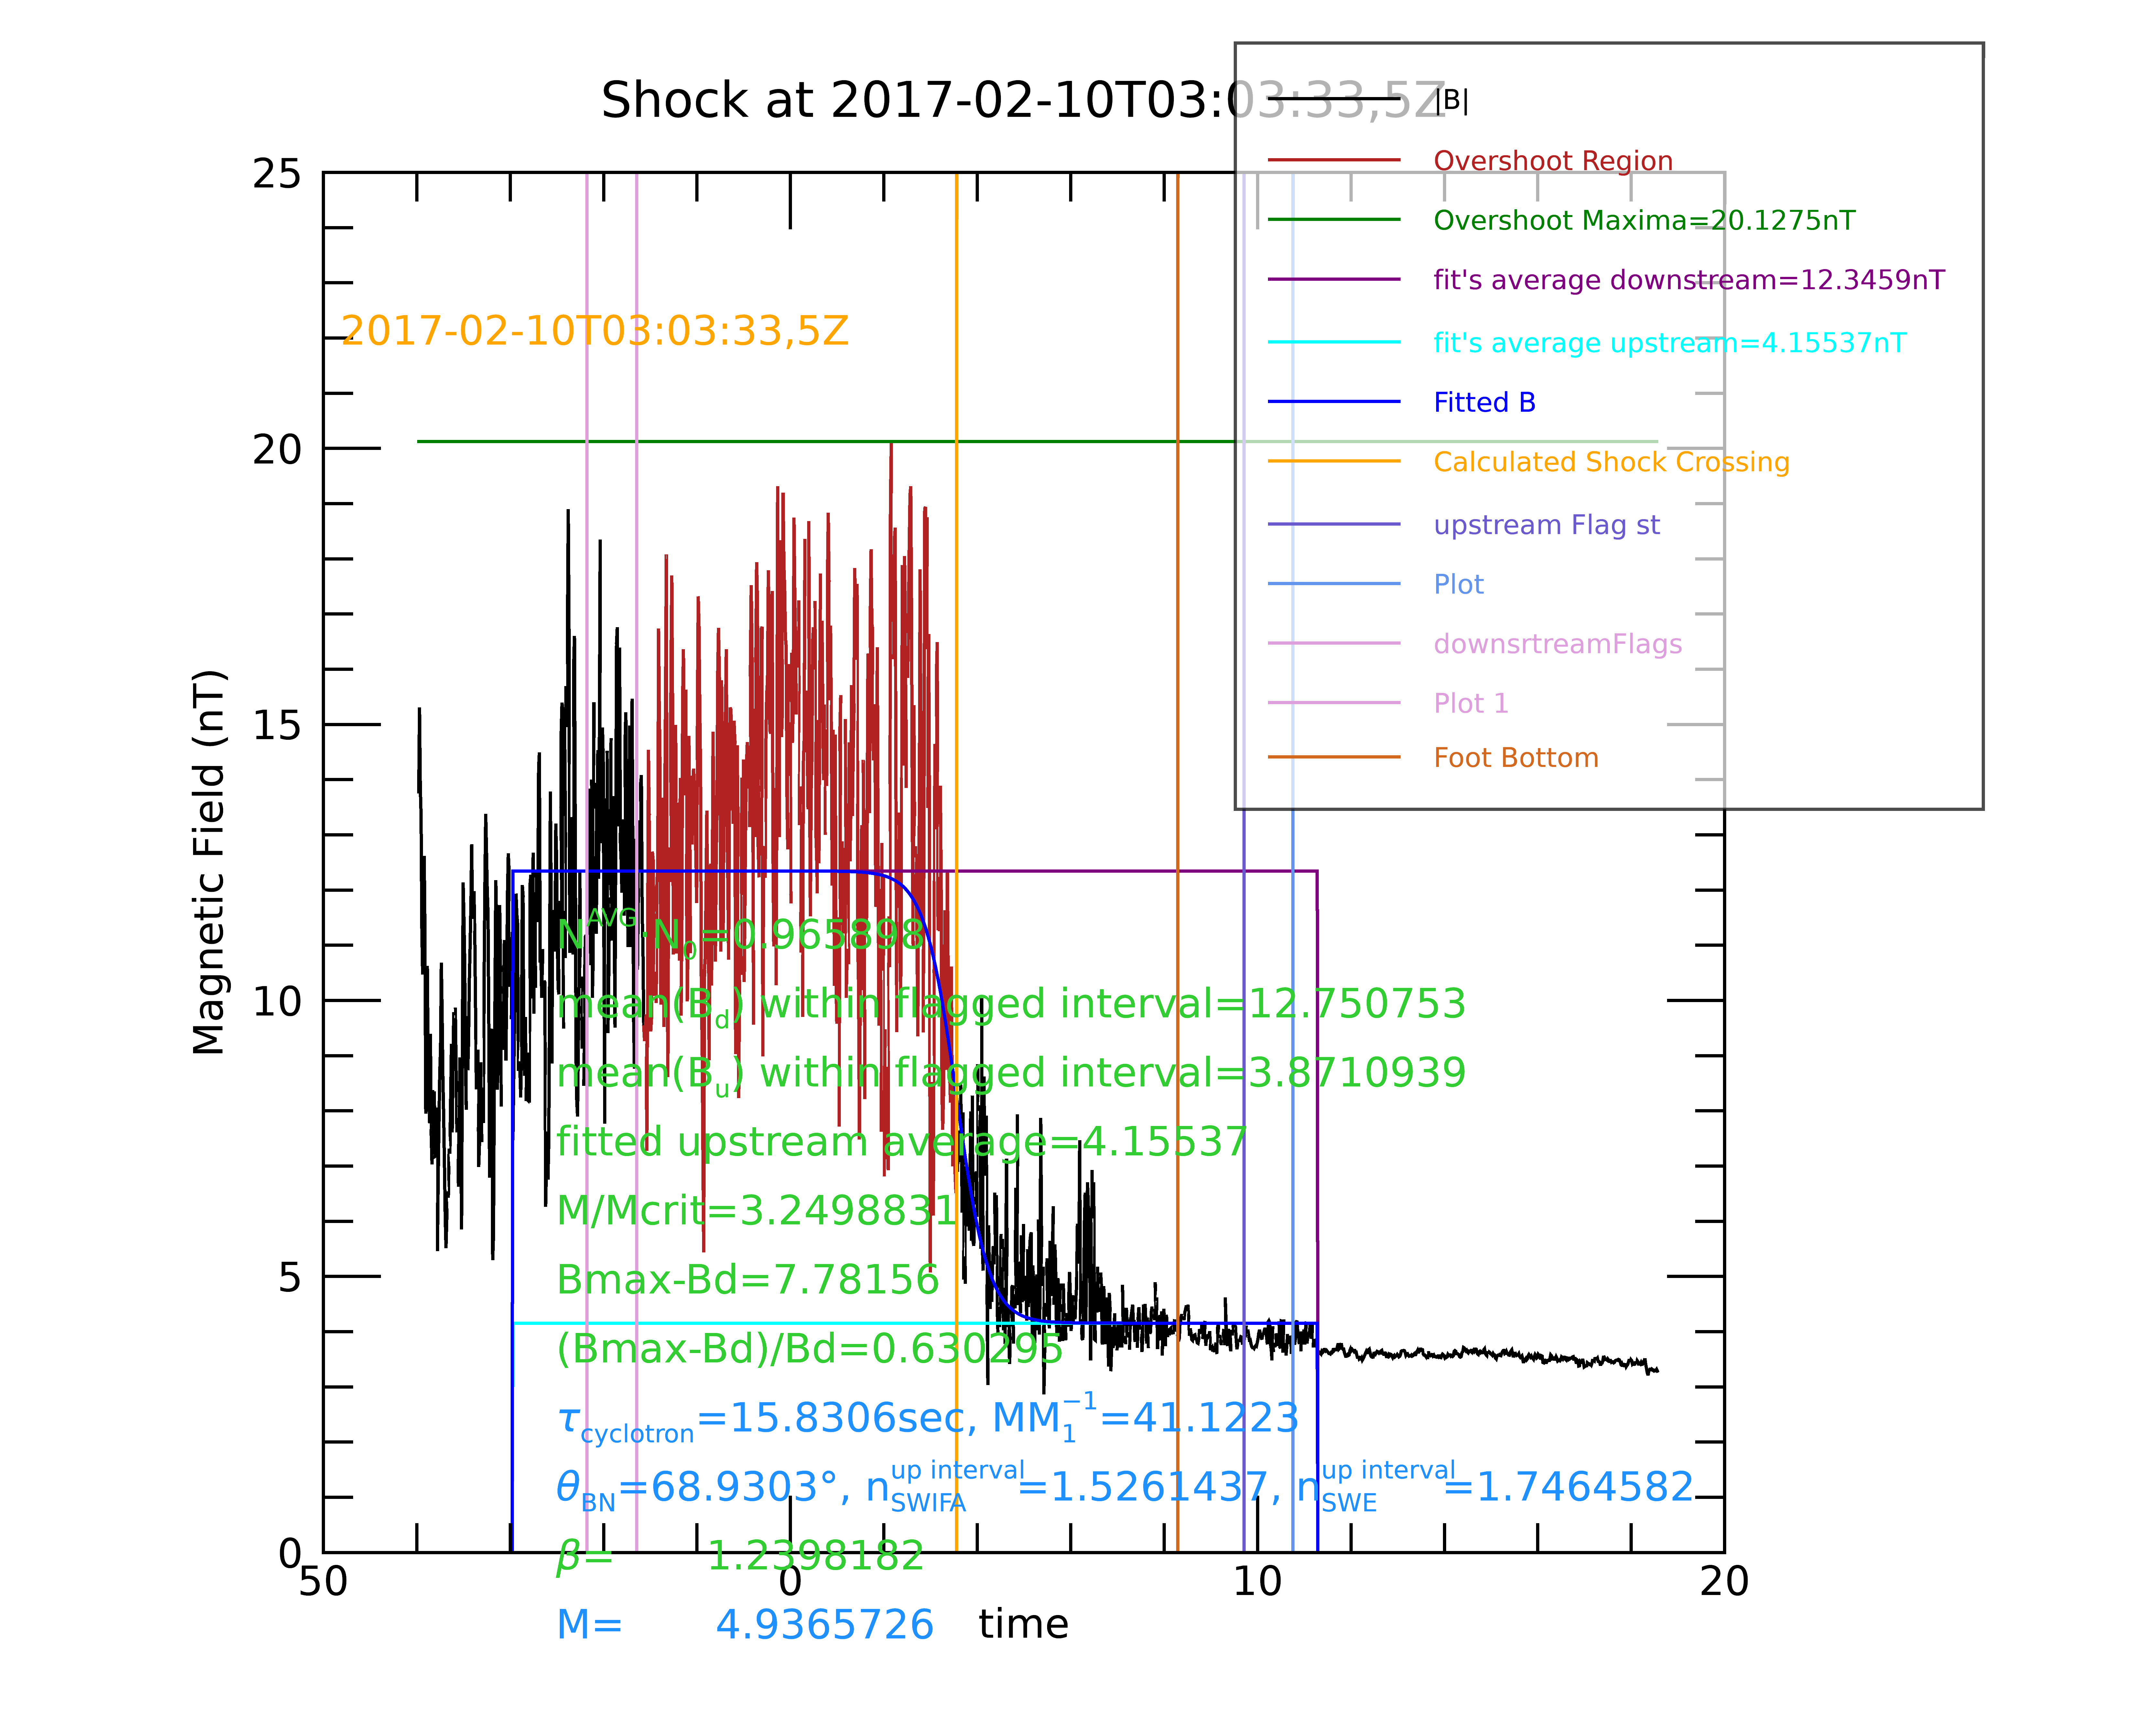 Shock at 2017-02-10T03:03:33,5Z
|B|
Overshoot Region
Overshoot Maxima=20.1275nT
fit's average downstream=12.3459nT
fit's average upstream=4.15537nT
Fitted B
Calculated Shock Crossing
upstream Flag st
Plot
downsrtreamFlags
Plot 1
Foot Bottom
2017-02-10T03:03:33,5Z
25
20
15
10
5
0
Magnetic Field (nT)
N^AVG·N_0=0.965898
mean(B_d) within flagged interval=12.750753
mean(B_u) within flagged interval=3.8710939
fitted upstream average=4.15537
M/Mcrit=3.2498831
Bmax-Bd=7.78156
(Bmax-Bd)/Bd=0.630295
τ_cyclotron=15.8306sec, MM_1^−1=41.1223
θ_BN=68.9303°, n_SWIFA^up interval=1.5261437, n_SWE^up interval=1.7464582
β= 1.2398182
50 0 10 20
M= 4.9365726
time